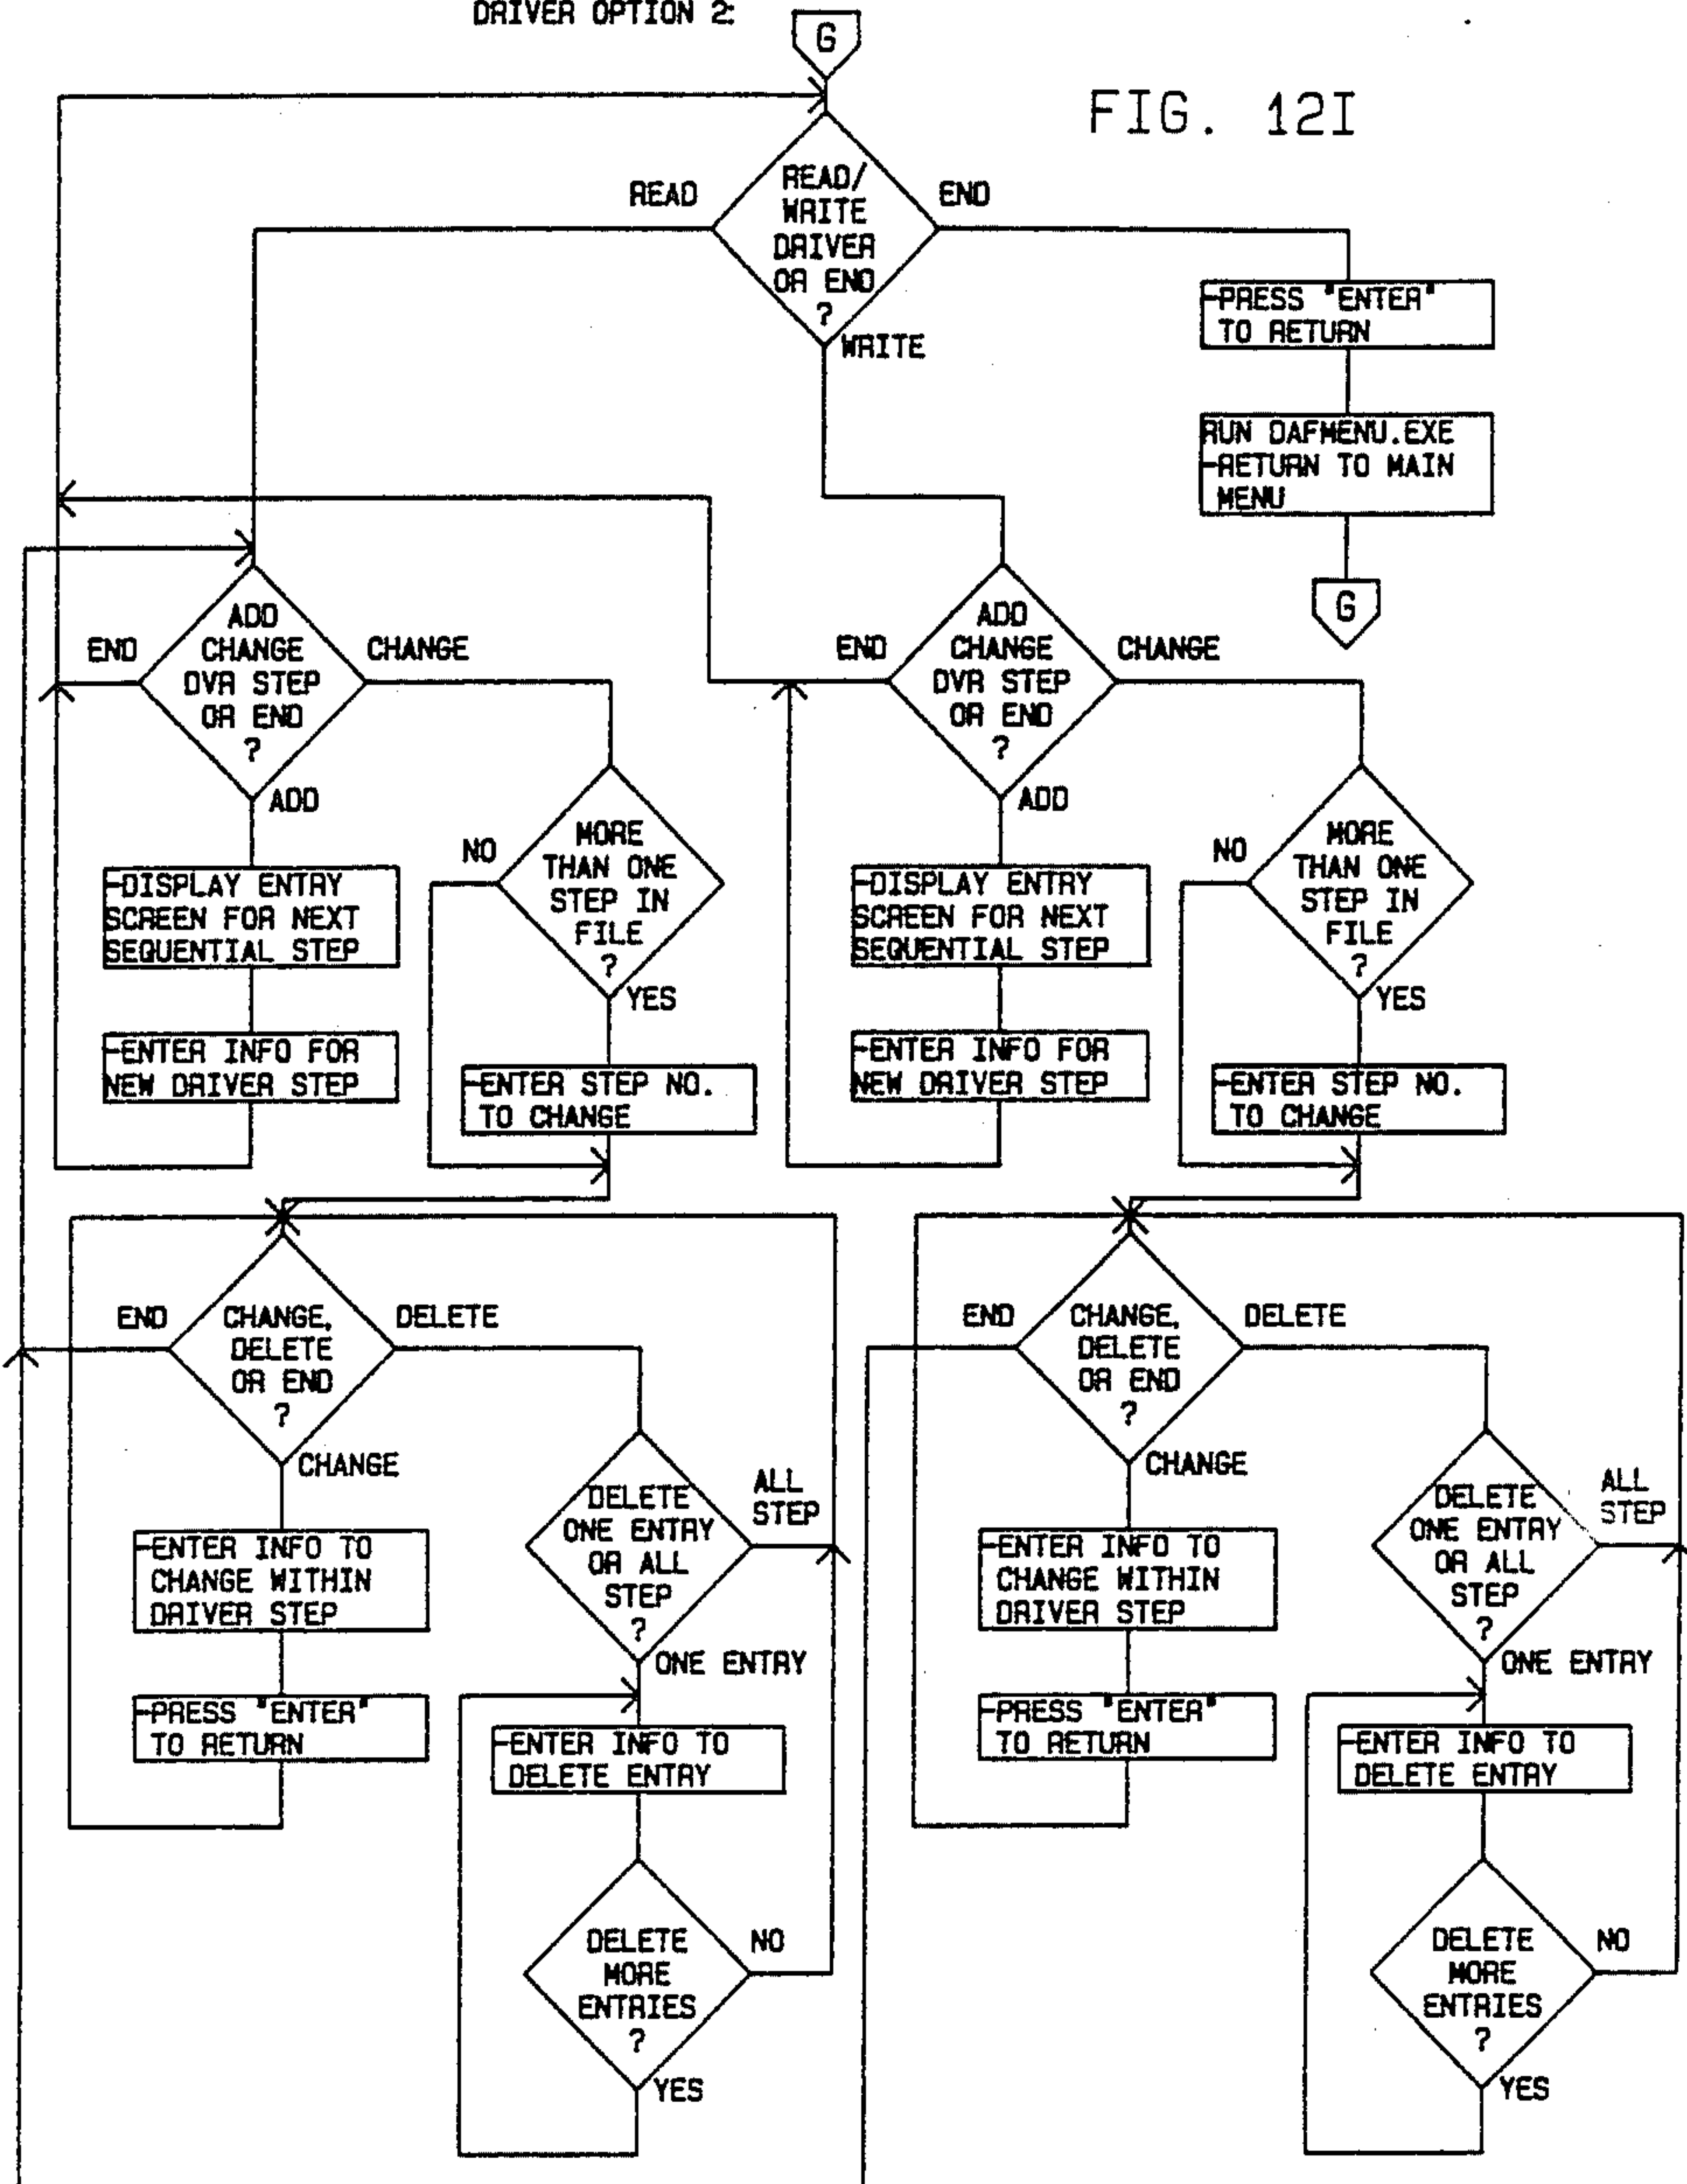 DRIVER OPTION 2:
G
FIG. 12I
READ
READ/
WRITE
DRIVER
OR END
?
END
WRITE
-PRESS "ENTER"
TO RETURN
RUN DAFMENU.EXE
-RETURN TO MAIN
MENU
G
END
ADD
CHANGE
DVR STEP
OR END
?
CHANGE
ADD
END
ADD
CHANGE
DVR STEP
OR END
?
CHANGE
ADD
-DISPLAY ENTRY
SCREEN FOR NEXT
SEQUENTIAL STEP
NO
MORE
THAN ONE
STEP IN
FILE
?
YES
-DISPLAY ENTRY
SCREEN FOR NEXT
SEQUENTIAL STEP
NO
MORE
THAN ONE
STEP IN
FILE
?
YES
-ENTER INFO FOR
NEW DRIVER STEP
-ENTER STEP NO.
TO CHANGE
-ENTER INFO FOR
NEW DRIVER STEP
-ENTER STEP NO.
TO CHANGE
END
CHANGE,
DELETE
OR END
?
DELETE
CHANGE
END
CHANGE,
DELETE
OR END
?
DELETE
CHANGE
-ENTER INFO TO
CHANGE WITHIN
DRIVER STEP
DELETE
ONE ENTRY
OR ALL
STEP
?
ALL
STEP
ONE ENTRY
-ENTER INFO TO
CHANGE WITHIN
DRIVER STEP
DELETE
ONE ENTRY
OR ALL
STEP
?
ALL
STEP
ONE ENTRY
-PRESS "ENTER"
TO RETURN
-ENTER INFO TO
DELETE ENTRY
-PRESS "ENTER"
TO RETURN
-ENTER INFO TO
DELETE ENTRY
DELETE
MORE
ENTRIES
?
NO
YES
DELETE
MORE
ENTRIES
?
NO
YES